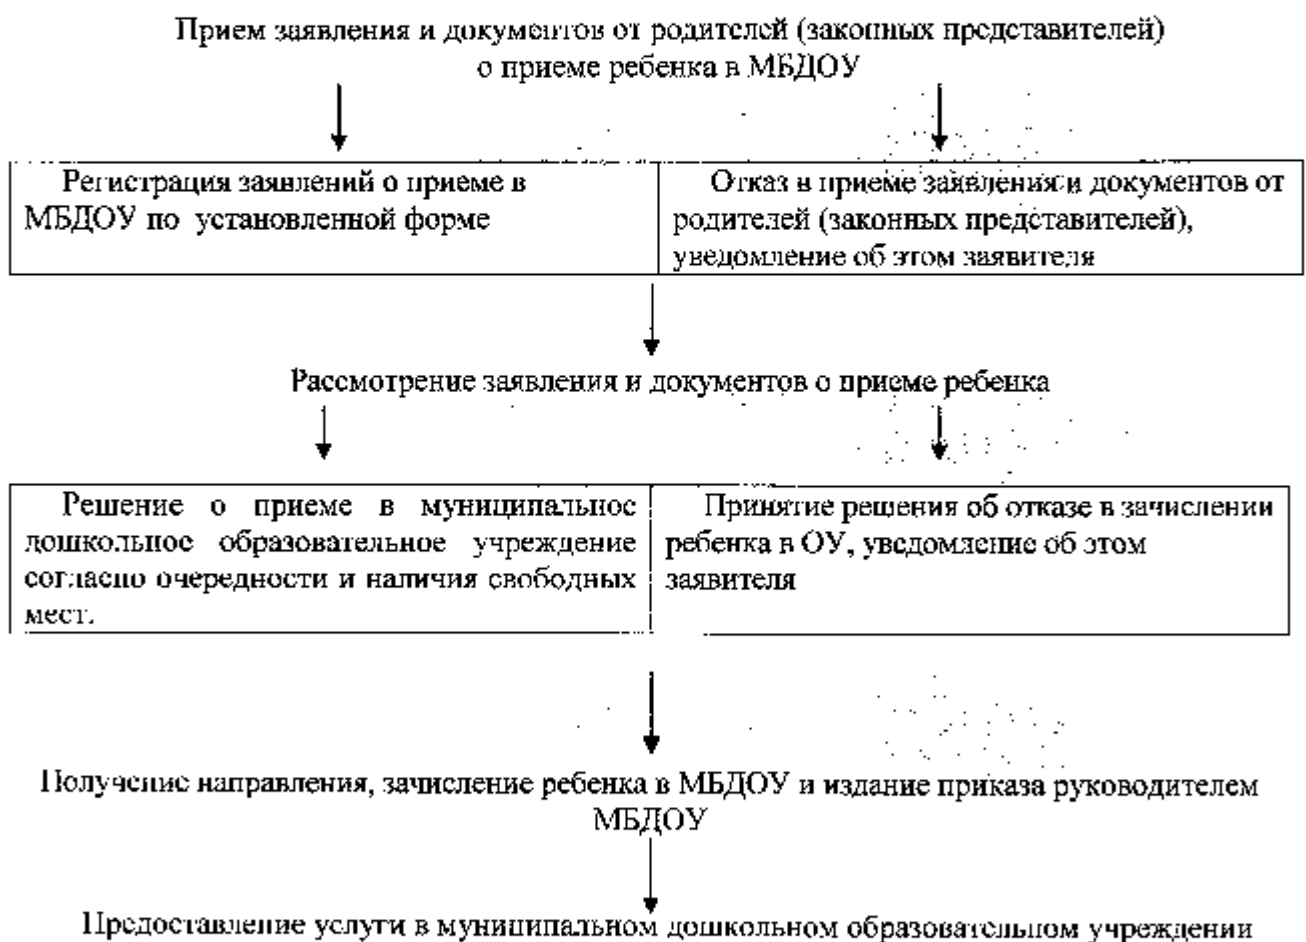 Прием заявления и документов от родителей (законных представителей)
о приеме ребенка в МБДОУ
Регистрация заявлений о приеме в
МБДОУ по установленной форме
Отказ в приеме заявления и документов от
родителей (законных представителей),
уведомление об этом заявителя
Рассмотрение заявления и документов о приеме ребенка
Решение о приеме в муниципальное
дошкольное образовательное учреждение
согласно очередности и наличия свободных
мест.
Принятие решения об отказе в зачислении
ребенка в ОУ, уведомление об этом
заявителя
Получение направления, зачисление ребенка в МБДОУ и издание приказа руководителем
МБДОУ
Предоставление услуги в муниципальном дошкольном образовательном учреждении